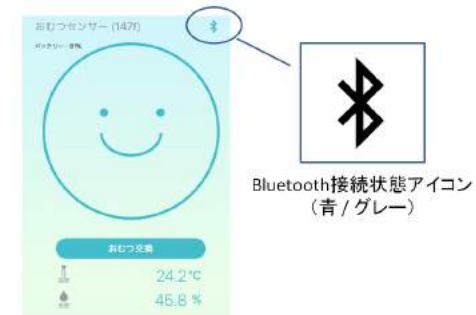 おむつセンサー (147f)
バッテリー：81%
おむつ交換
24.2℃
45.8 %
Bluetooth接続状態アイコン
（青 / グレー）